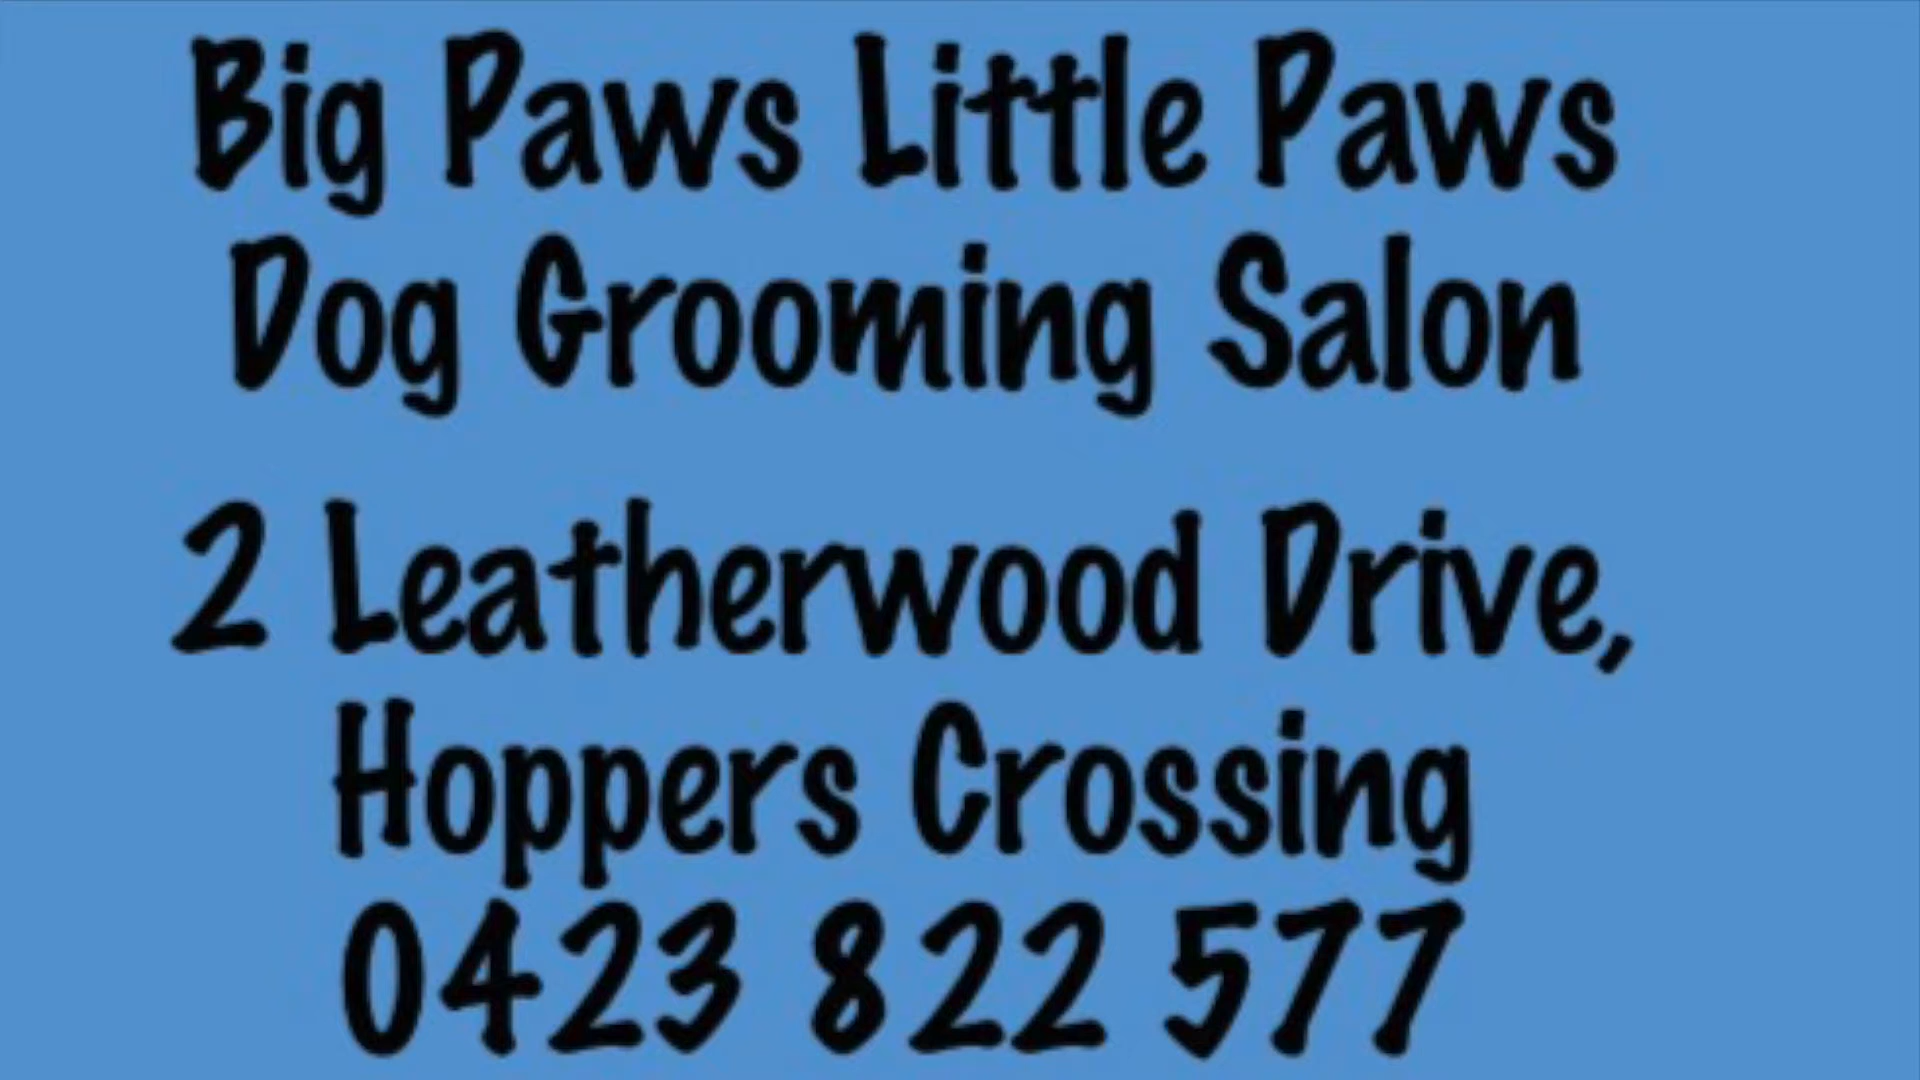 Big Paws Little Paws
Dog Grooming Salon
2 Leatherwood Drive,
Hoppers Crossing
0423 822 577